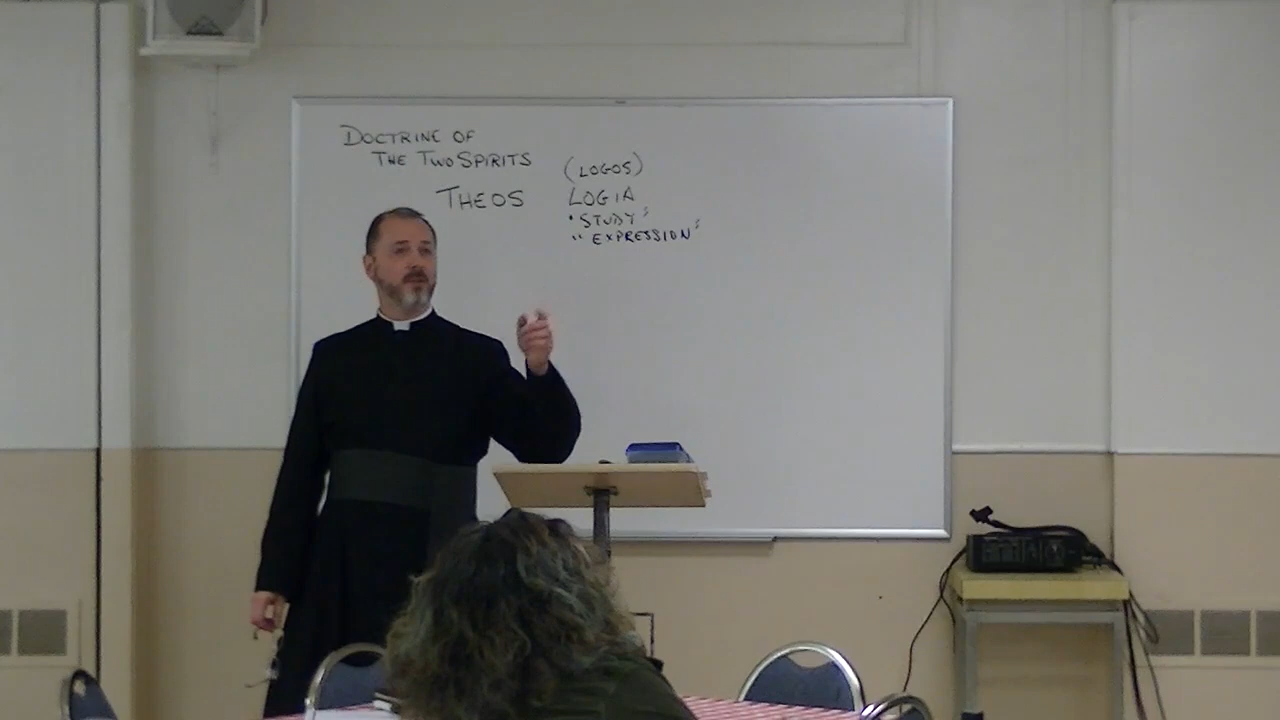 DOCTRINE OF
THE TWO SPIRITS
(LOGOS)
THEOS LOGIA
"STUDY"
"EXPRESSION"